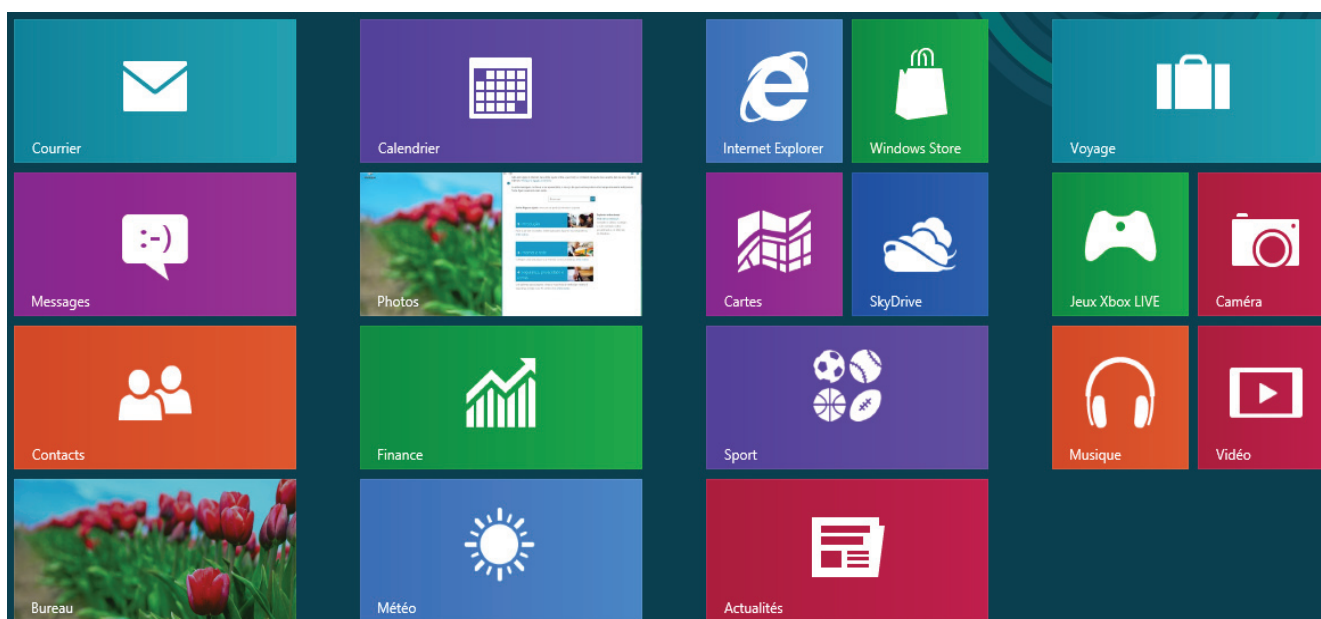 Courrier
Calendrier
Internet Explorer
Windows Store
Voyage
Messages
:-)
Photos
Cartes
SkyDrive
Jeux Xbox LIVE
Caméra
Contacts
Finance
Sport
Musique
Vidéo
Bureau
Météo
Actualités